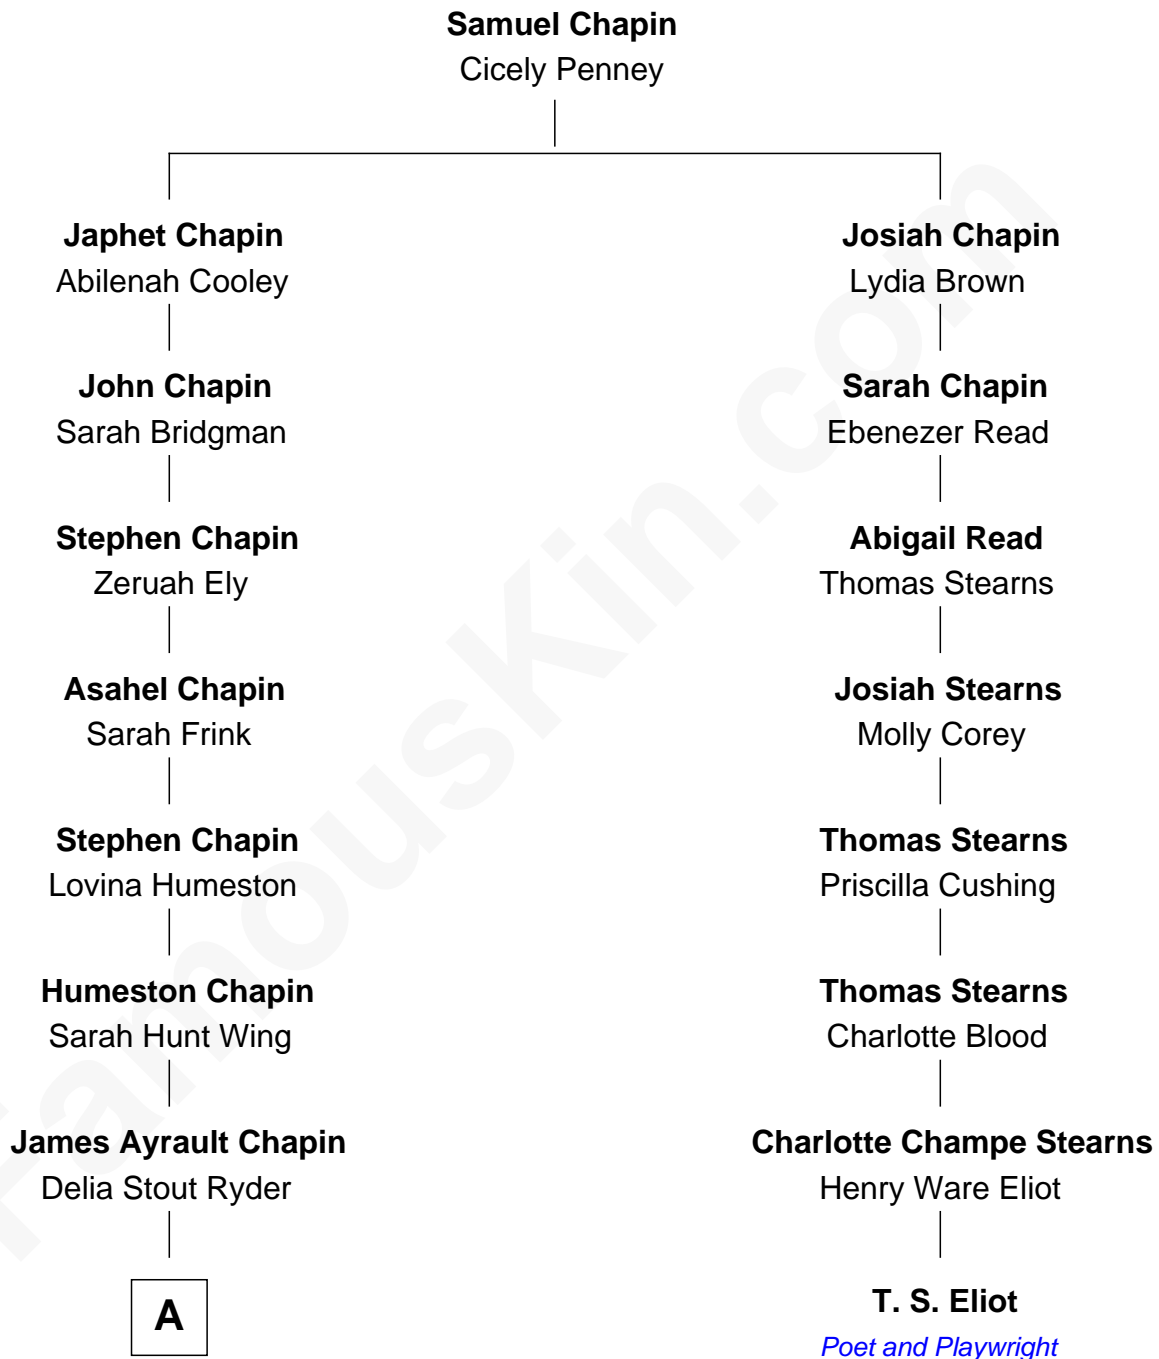 Samuel Chapin
Cicely Penney
Japhet Chapin
Abilenah Cooley
John Chapin
Sarah Bridgman
Stephen Chapin
Zeruah Ely
Asahel Chapin
Sarah Frink
Stephen Chapin
Lovina Humeston
Humeston Chapin
Sarah Hunt Wing
James Ayrault Chapin
Delia Stout Ryder
A
Josiah Chapin
Lydia Brown
Sarah Chapin
Ebenezer Read
Abigail Read
Thomas Stearns
Josiah Stearns
Molly Corey
Thomas Stearns
Priscilla Cushing
Thomas Stearns
Charlotte Blood
Charlotte Champe Stearns
Henry Ware Eliot
T. S. Eliot
Poet and Playwright
FamousKin.com